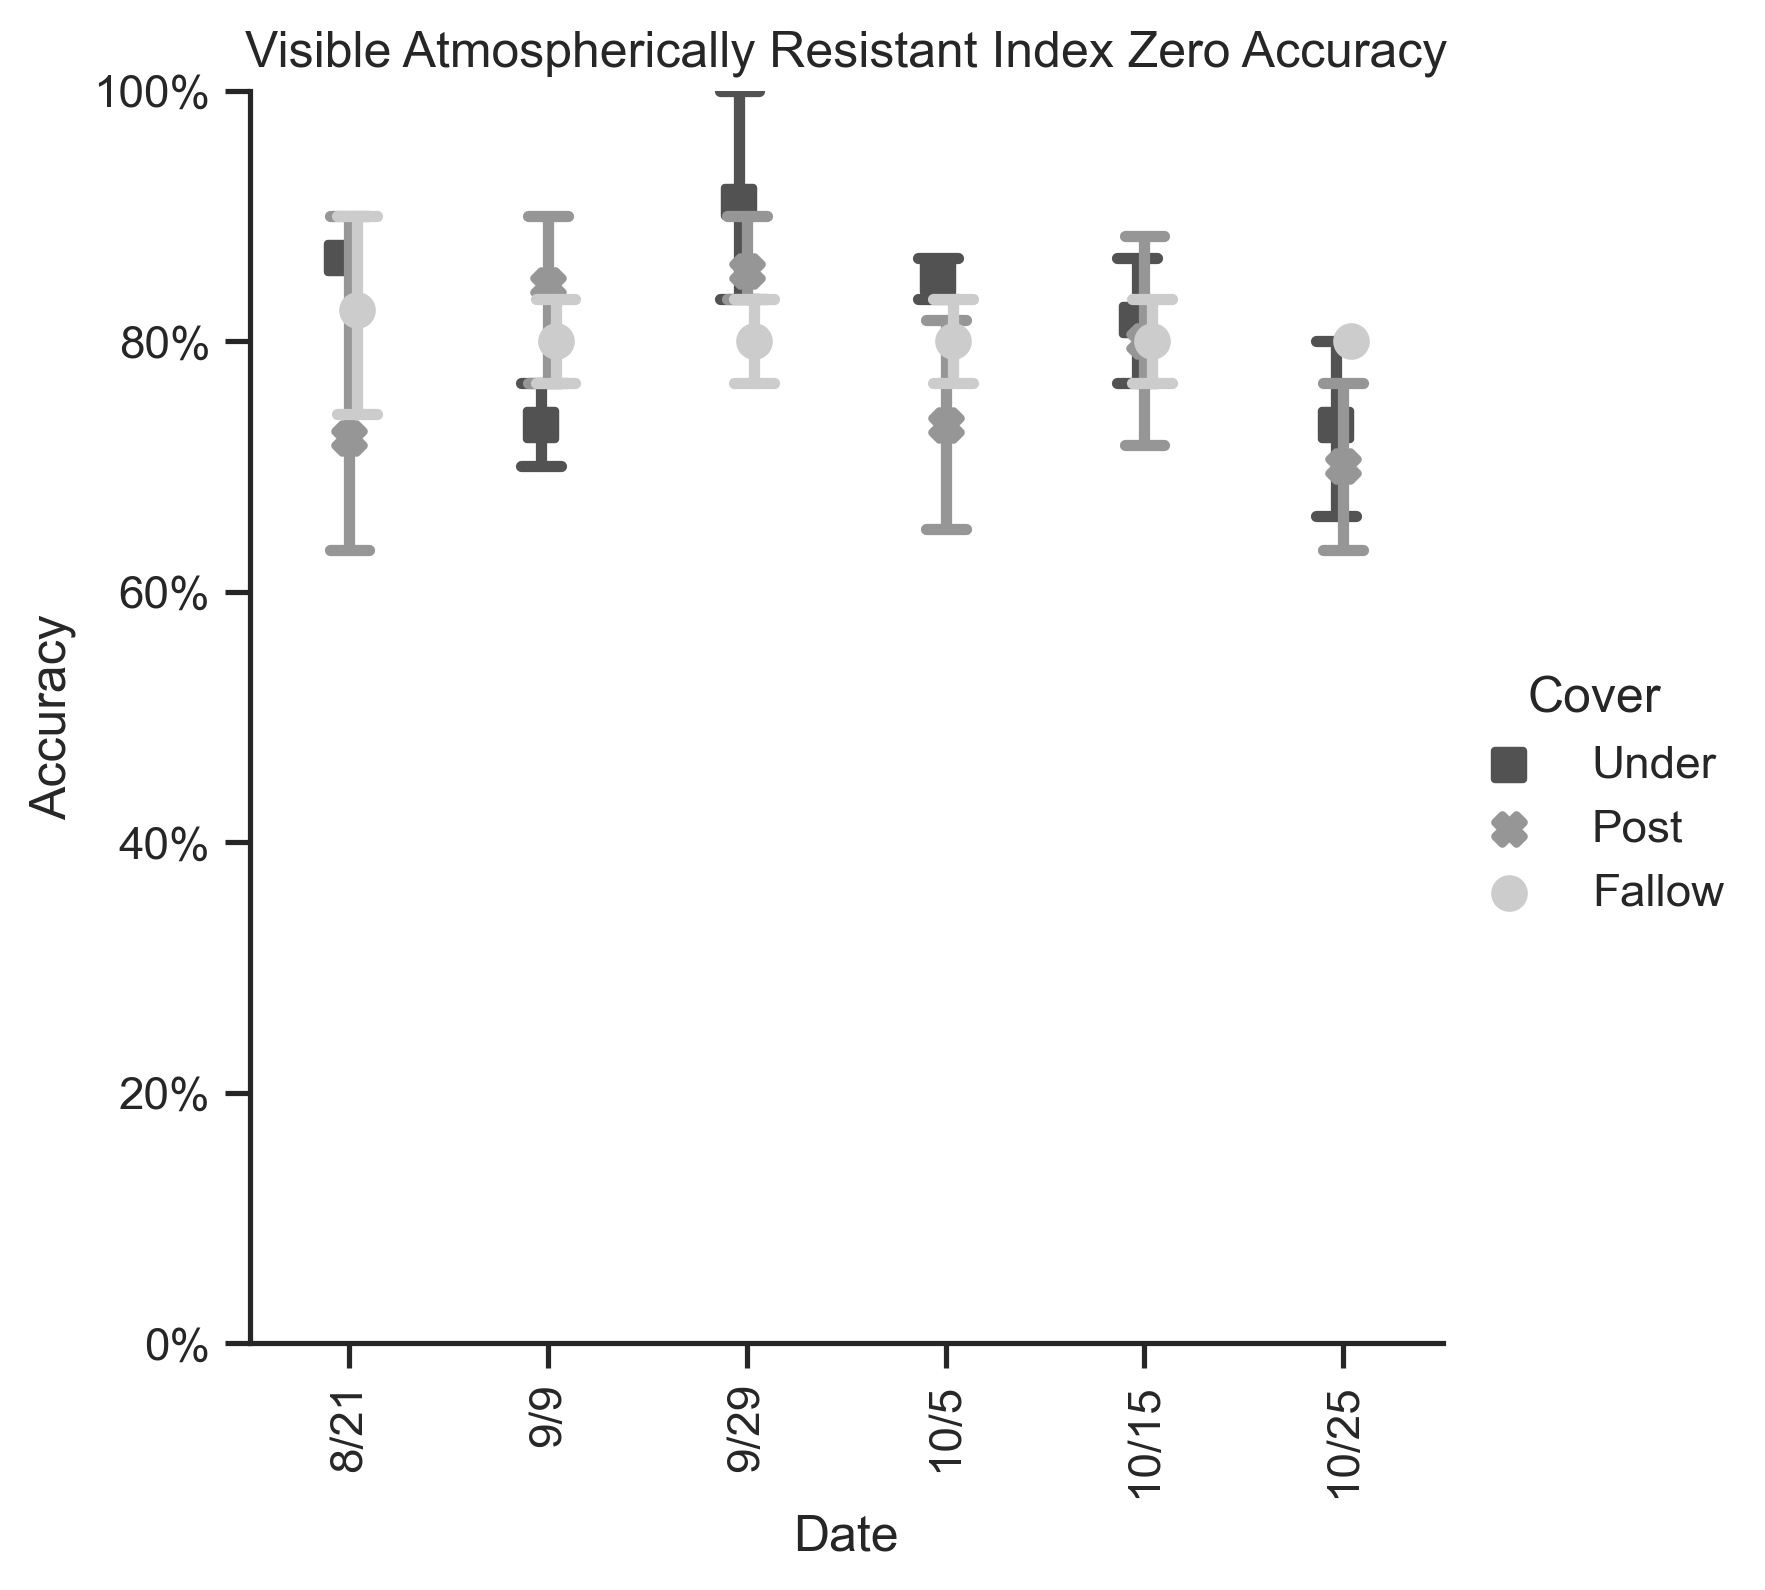 Visible Atmospherically Resistant Index Zero Accuracy
100%
80%
60%
40%
20%
0%
Accuracy
8/21
9/9
9/29
10/5
10/15
10/25
Date
Cover
Under
Post
Fallow